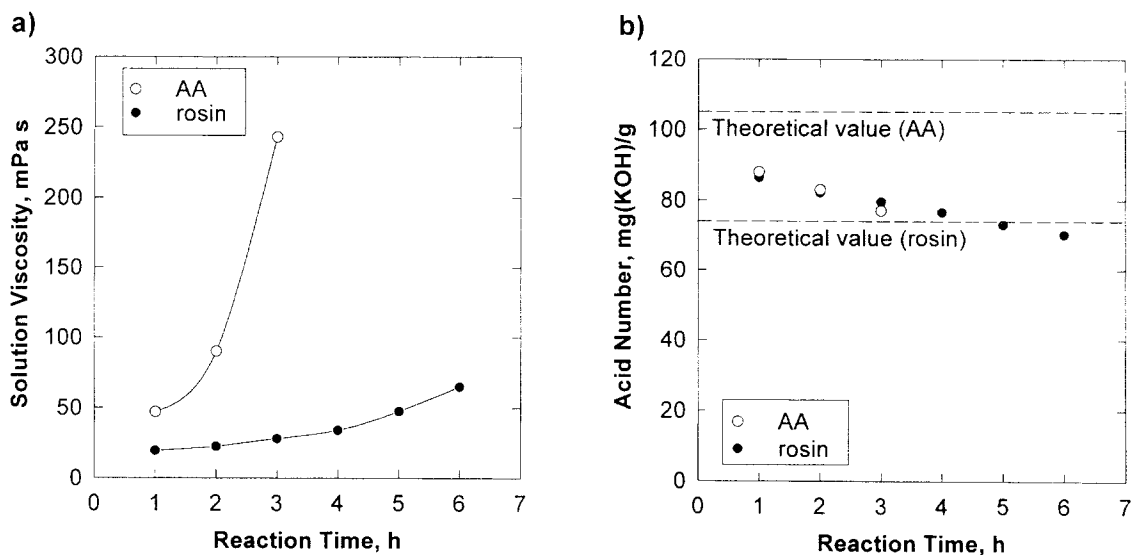 a)
300
250
200
150
100
50
0
Solution Viscosity, mPa s
AA
rosin
0 1 2 3 4 5 6 7
Reaction Time, h
b)
120
100
80
60
40
20
0
Acid Number, mg(KOH)/g
Theoretical value (AA)
Theoretical value (rosin)
AA
rosin
0 1 2 3 4 5 6 7
Reaction Time, h